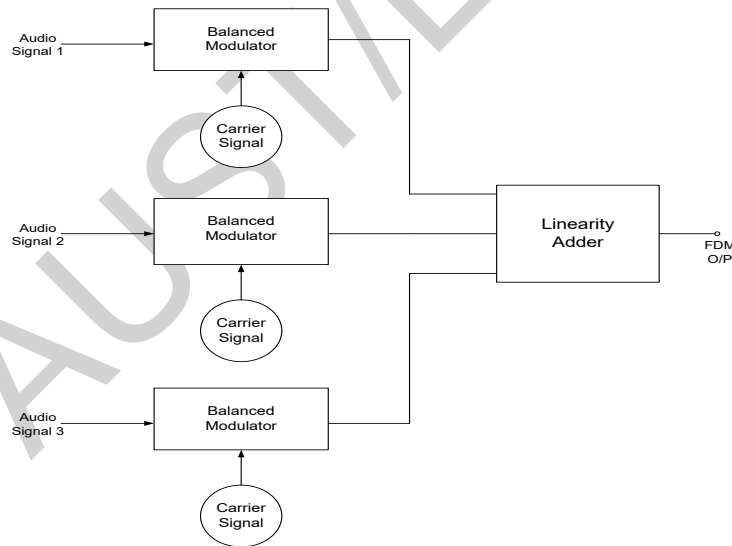 Audio
Signal 1
Balanced
Modulator
Carrier
Signal
Audio
Signal 2
Balanced
Modulator
Carrier
Signal
Linearity
Adder
FDM
O/P
Audio
Signal 3
Balanced
Modulator
Carrier
Signal
AUST/